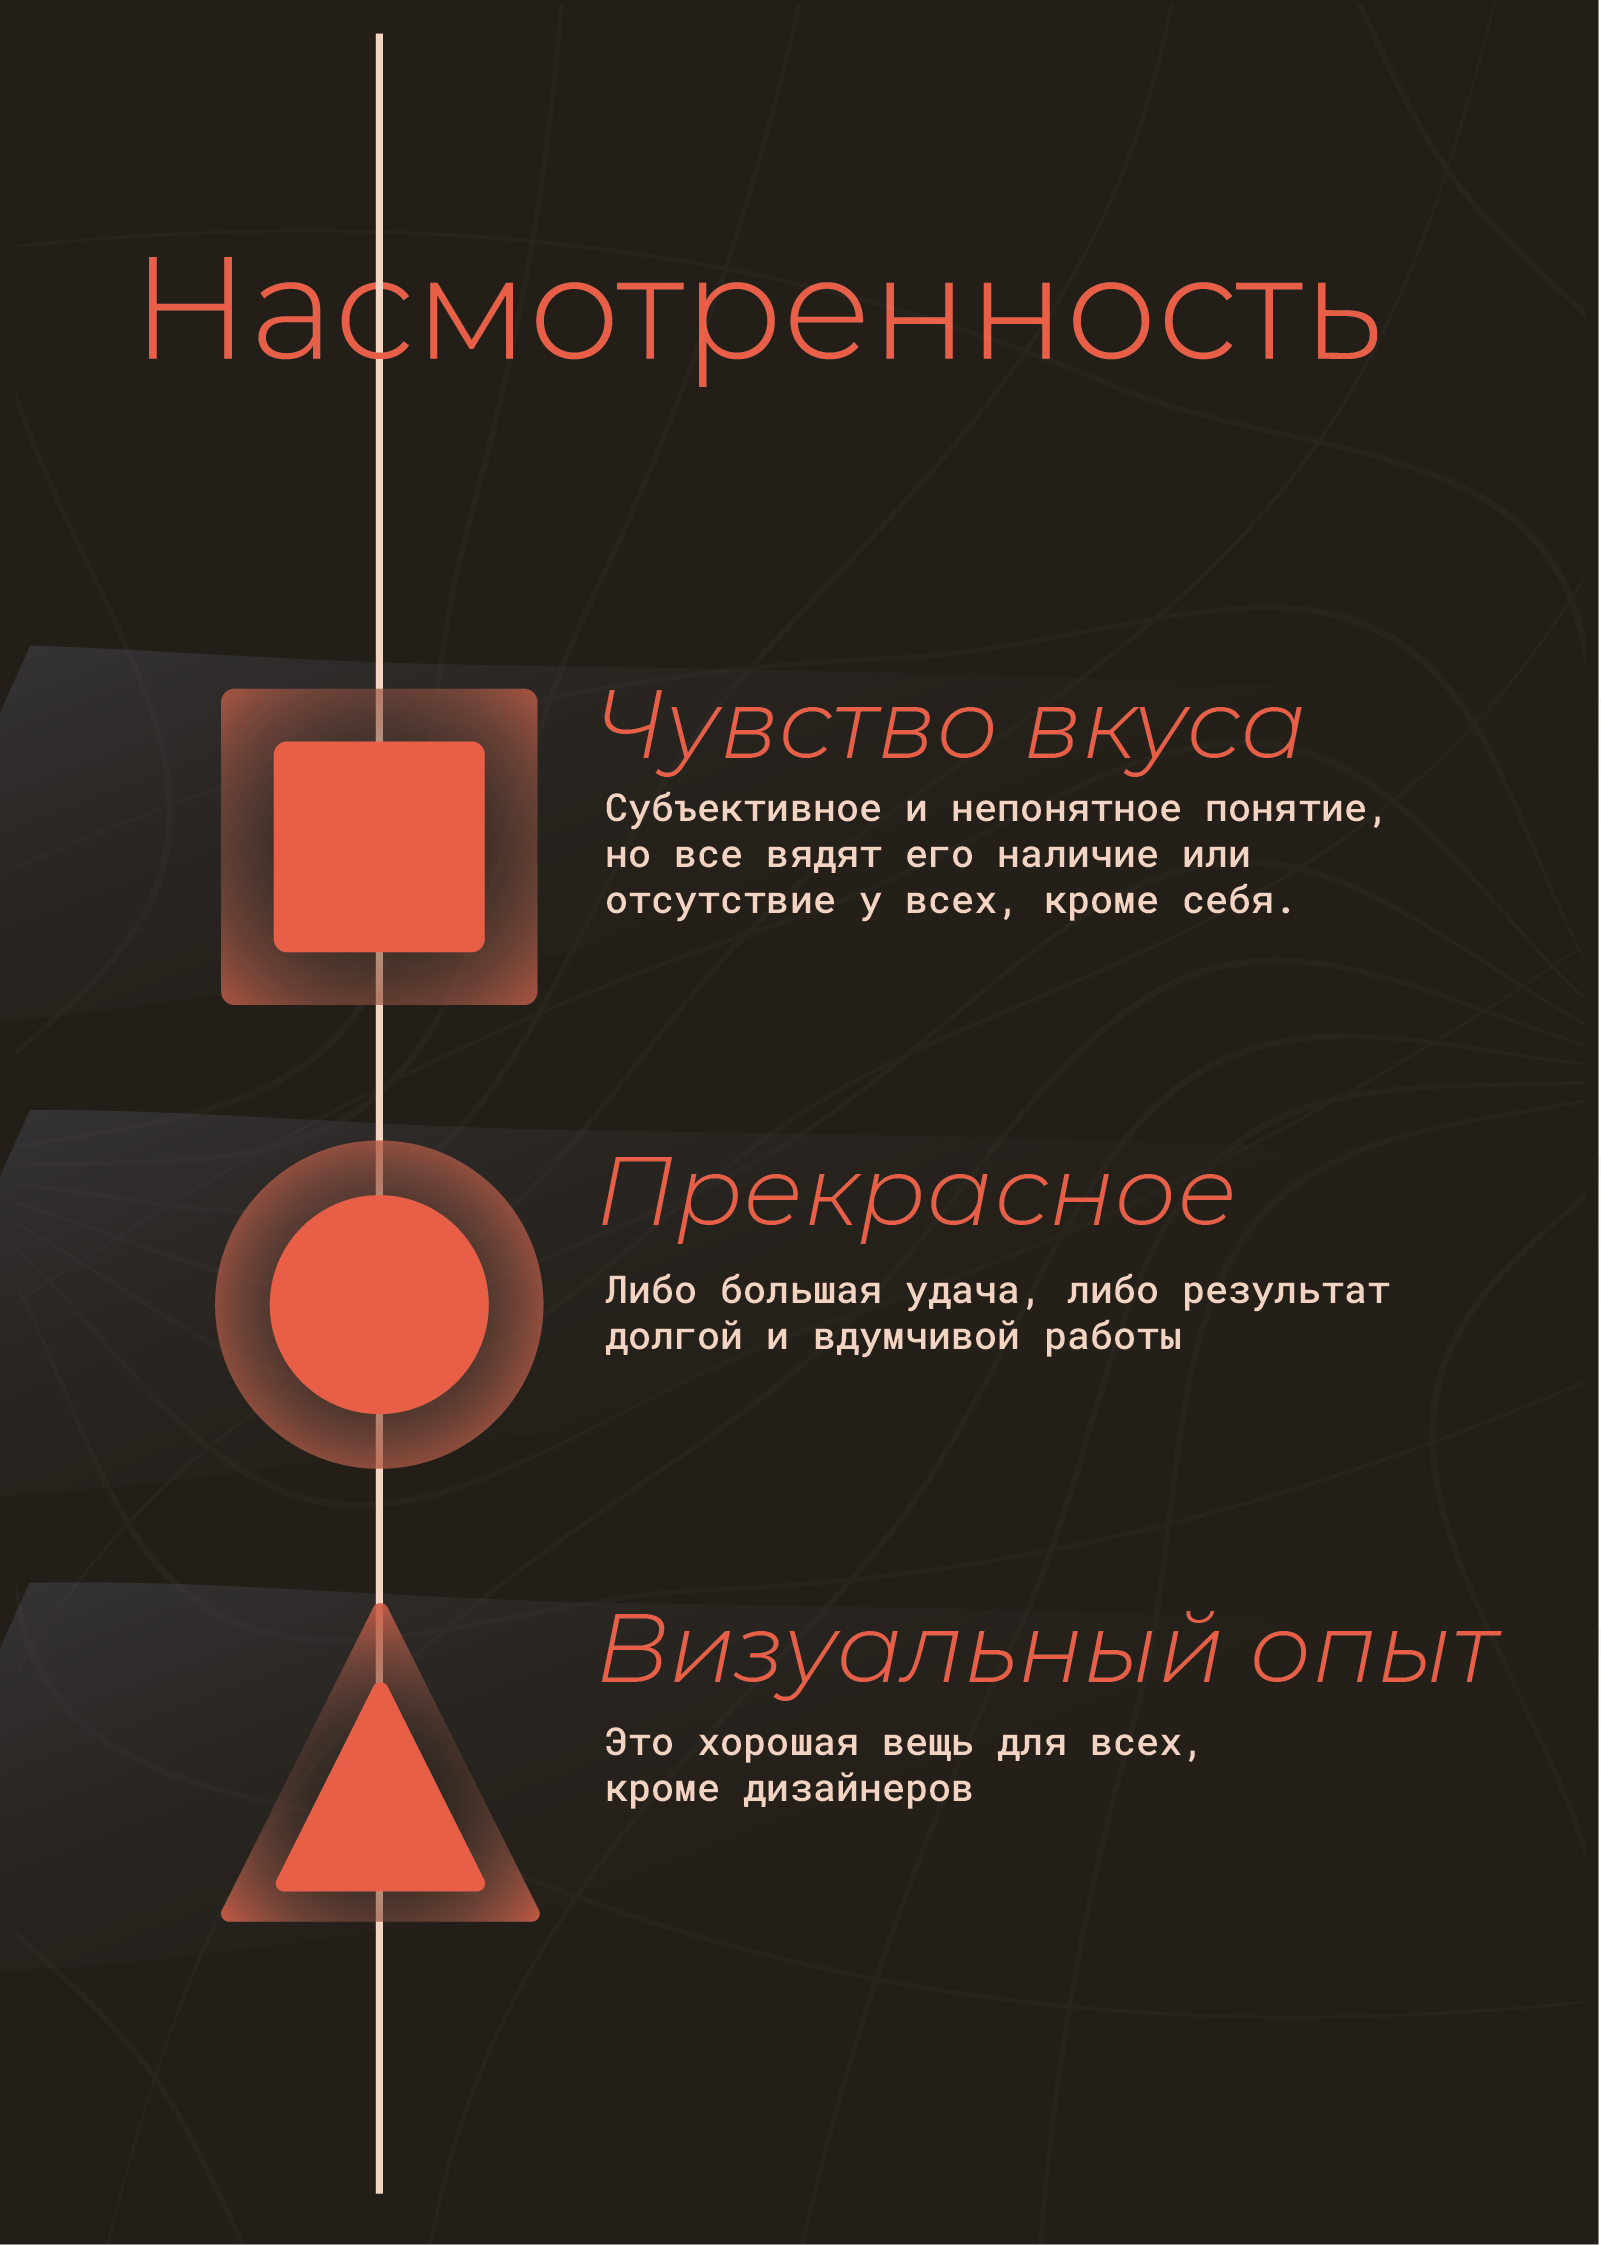 Насмотренность
Чувство вкуса
Субъективное и непонятное понятие,
но все вядят его наличие или
отсутствие у всех, кроме себя.
Прекрасное
Либо большая удача, либо результат
долгой и вдумчивой работы
Визуальный опыт
Это хорошая вещь для всех,
кроме дизайнеров